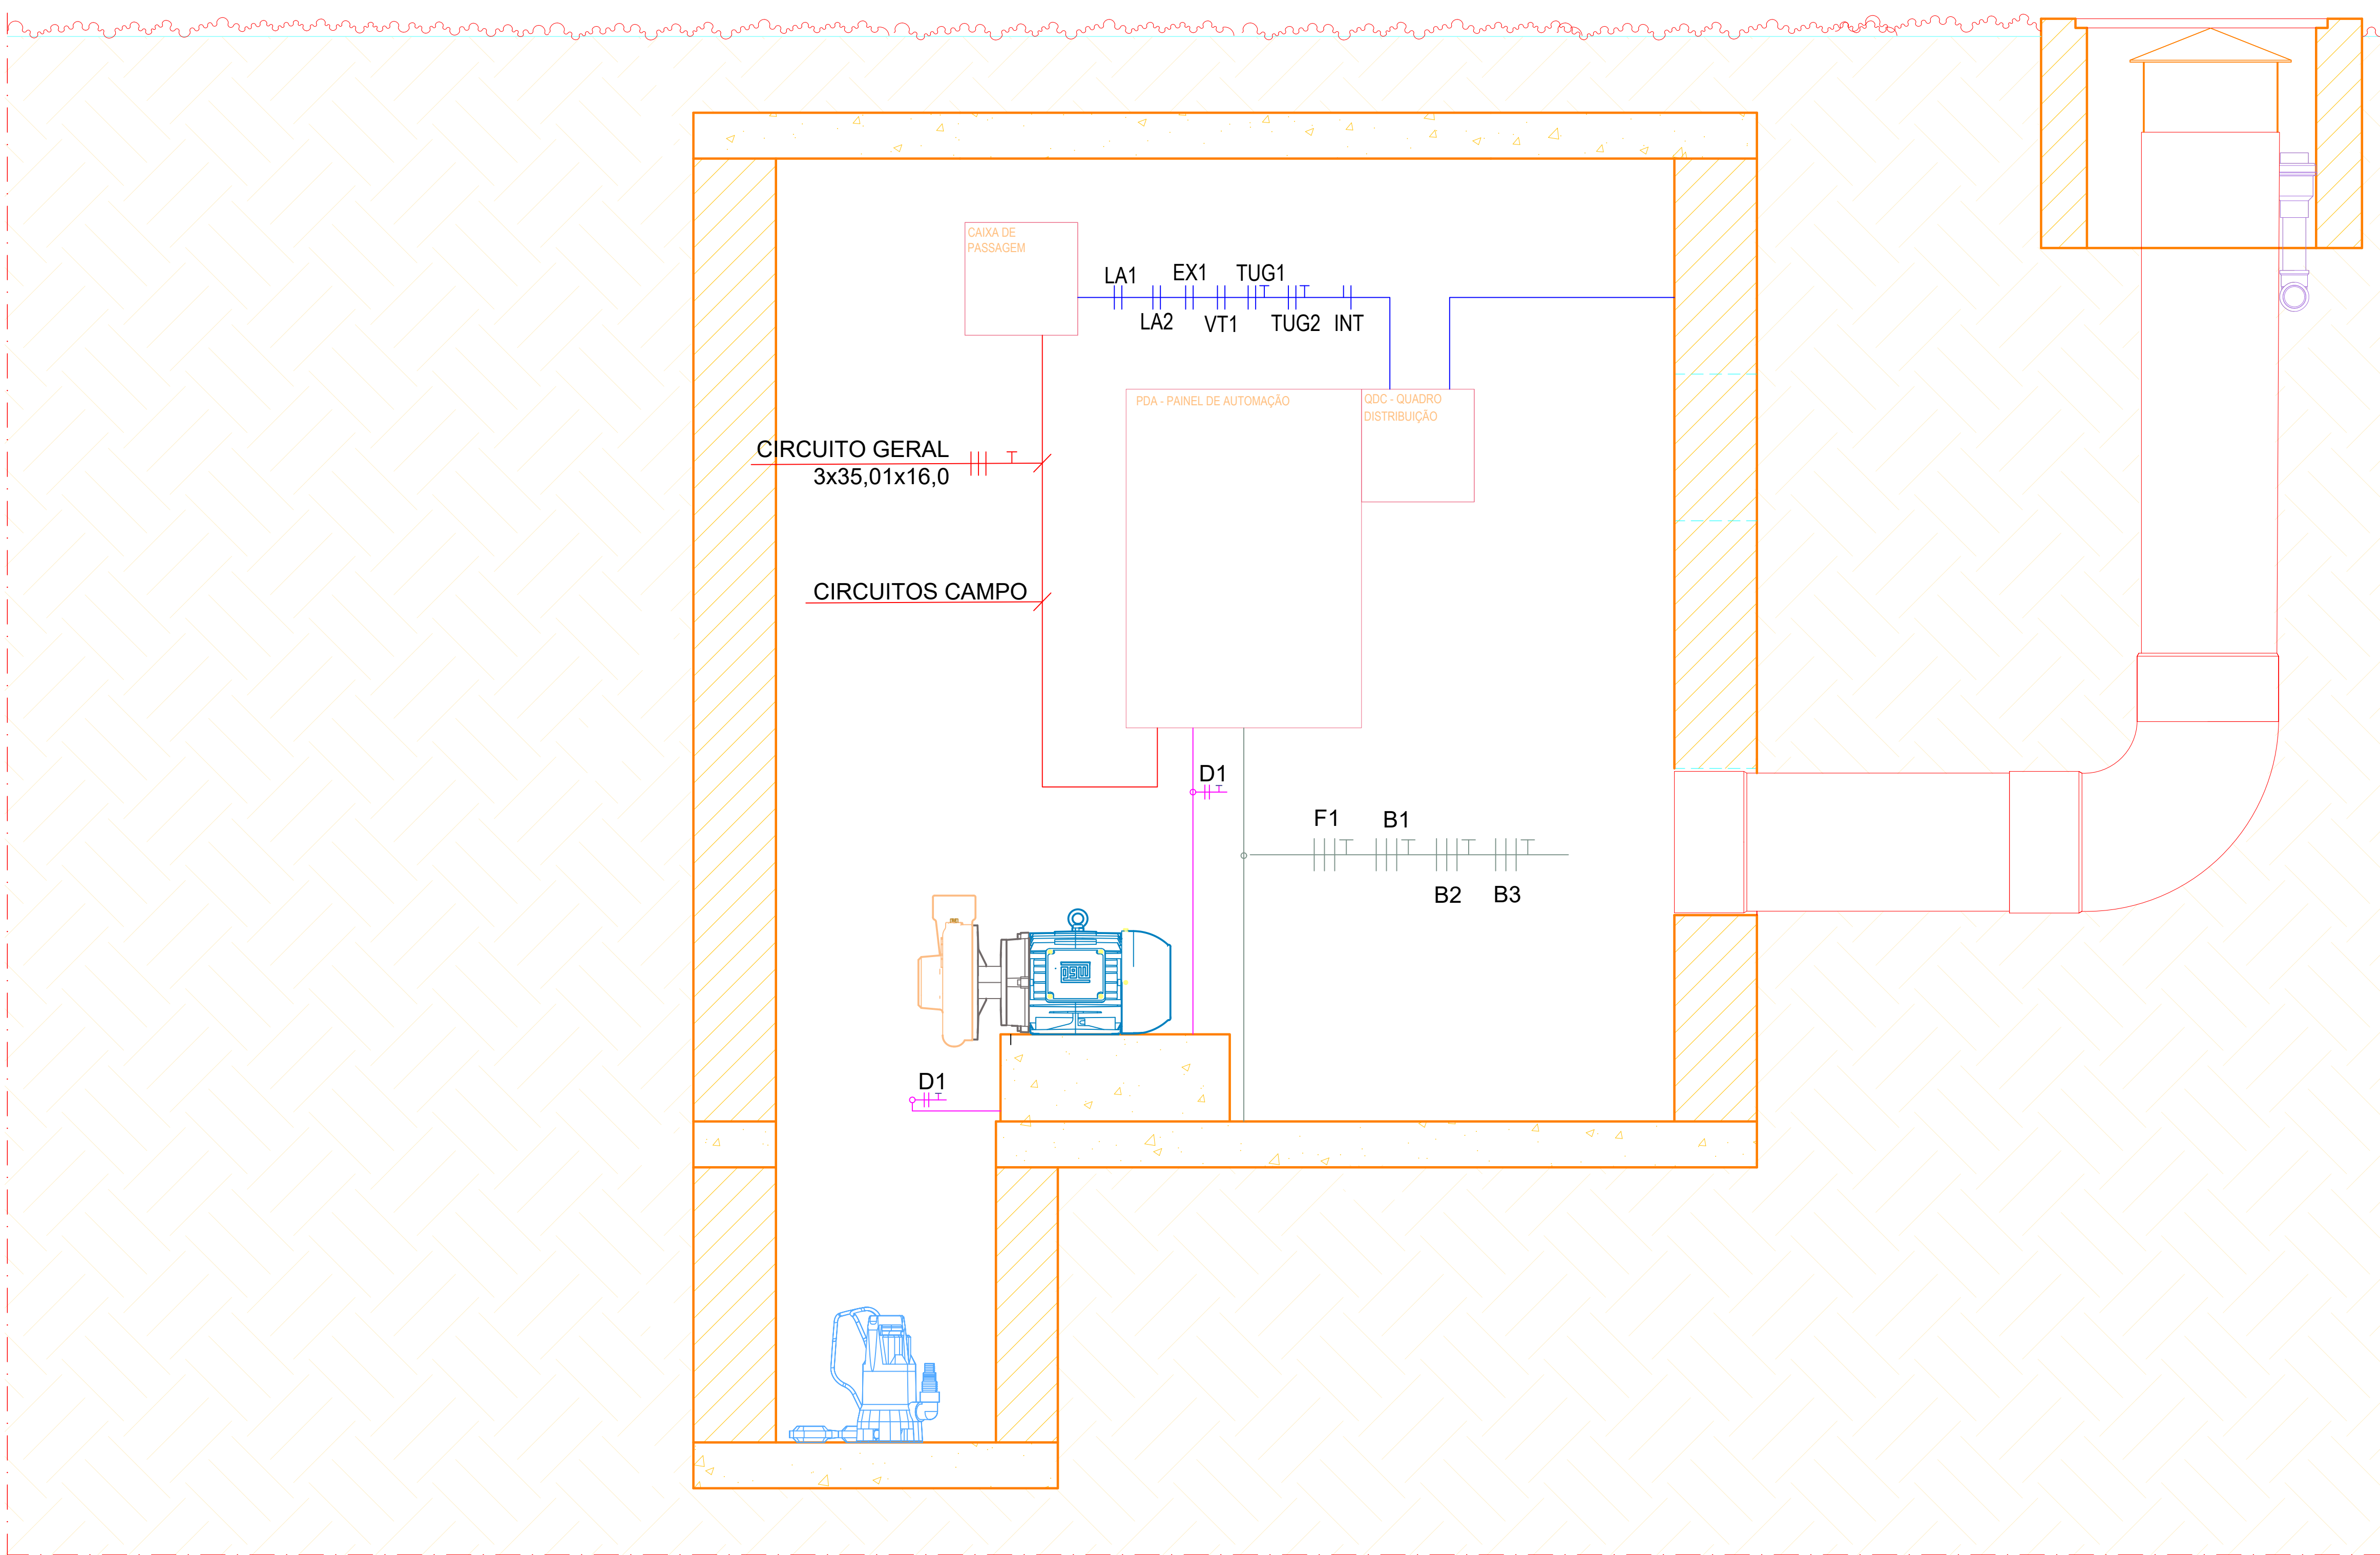 CAIXA DE
PASSAGEM
LA1
EX1
TUG1
LA2
VT1
TUG2
INT
PDA - PAINEL DE AUTOMAÇÃO
QDC - QUADRO
DISTRIBUIÇÃO
CIRCUITO GERAL
3x35,01x16,0
CIRCUITOS CAMPO
D1
F1
B1
B2
B3
D1